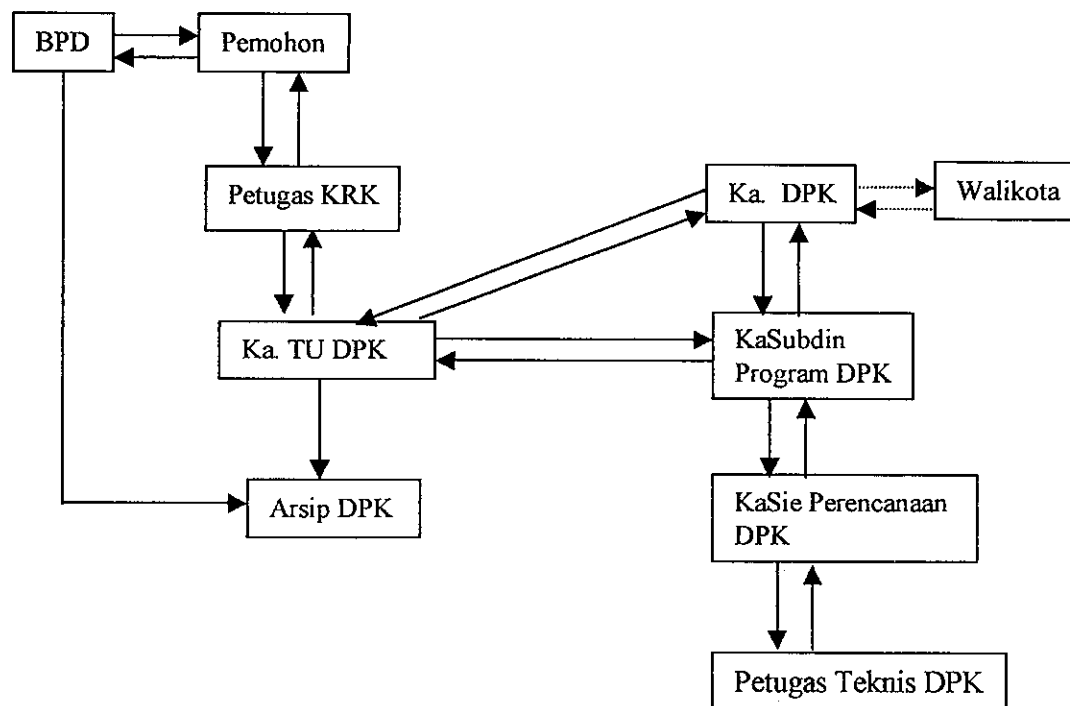 BPD
Pemohon
Petugas KRK
Ka. DPK
Walikota
Ka. TU DPK
KaSubdin
Program DPK
Arsip DPK
KaSie Perencanaan
DPK
Petugas Teknis DPK